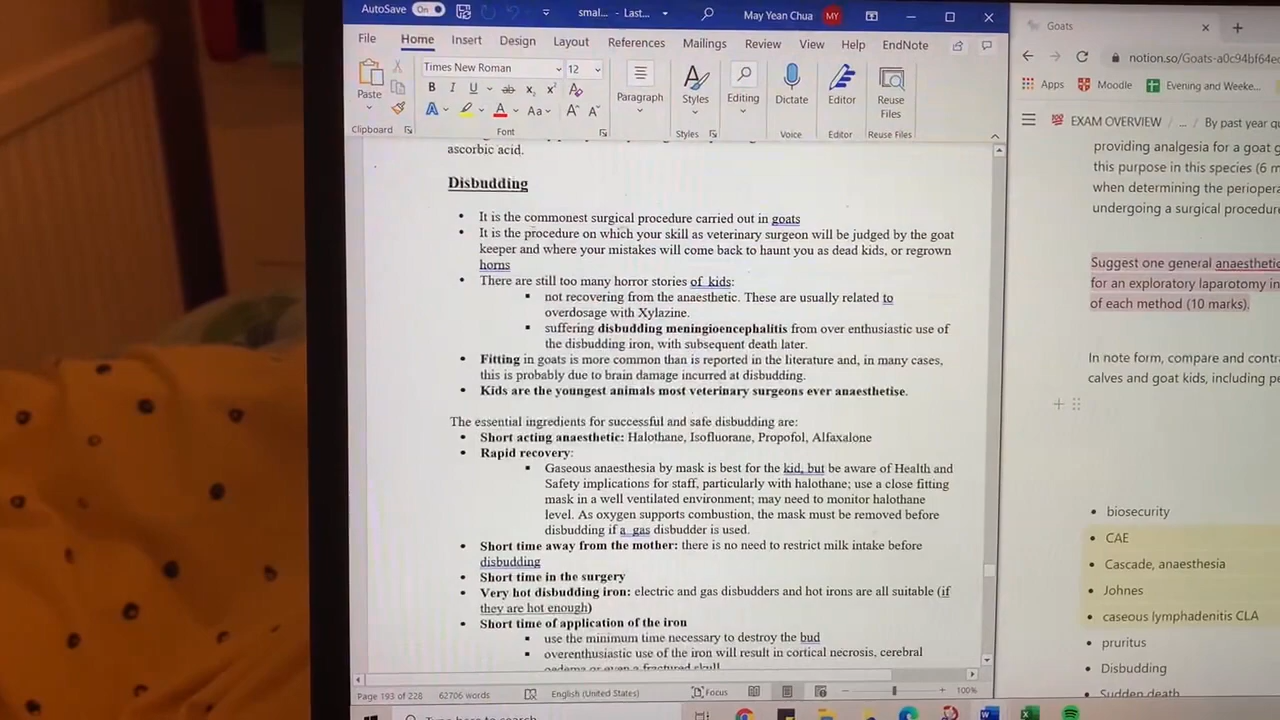 AutoSave On smal... - Last... May Yean Chua MY
File Home Insert Design Layout References Mailings Review View Help EndNote
Times New Roman 12
Paste
B I U ab x₂ x²
A A Aa A A
Paragraph Styles Editing Dictate Editor Reuse Files
Clipboard Font Styles Voice Editor Reuse Files
ascorbic acid.
Disbudding
• It is the commonest surgical procedure carried out in goats
• It is the procedure on which your skill as veterinary surgeon will be judged by the goat
keeper and where your mistakes will come back to haunt you as dead kids, or regrown
horns
• There are still too many horror stories of kids:
▪ not recovering from the anaesthetic. These are usually related to
overdosage with Xylazine.
▪ suffering disbudding meningioencephalitis from over enthusiastic use of
the disbudding iron, with subsequent death later.
• Fitting in goats is more common than is reported in the literature and, in many cases,
this is probably due to brain damage incurred at disbudding.
• Kids are the youngest animals most veterinary surgeons ever anaesthetise.
The essential ingredients for successful and safe disbudding are:
• Short acting anaesthetic: Halothane, Isofluorane, Propofol, Alfaxalone
• Rapid recovery:
▪ Gaseous anaesthesia by mask is best for the kid, but be aware of Health and
Safety implications for staff, particularly with halothane; use a close fitting
mask in a well ventilated environment; may need to monitor halothane
level. As oxygen supports combustion, the mask must be removed before
disbudding if a gas disbudder is used.
• Short time away from the mother: there is no need to restrict milk intake before
disbudding
• Short time in the surgery
• Very hot disbudding iron: electric and gas disbudders and hot irons are all suitable (if
they are hot enough)
• Short time of application of the iron
▪ use the minimum time necessary to destroy the bud
▪ overenthusiastic use of the iron will result in cortical necrosis, cerebral
oedema or even a fractured skull
Page 193 of 228 62706 words English (United States) Focus 100%
Type here to search
Goats
notion.so/Goats-a0c94bf64e
Apps Moodle Evening and Weeke...
EXAM OVERVIEW / ... / By past year qu
providing analgesia for a goat g
this purpose in this species (6 m
when determining the periopera
undergoing a surgical procedure
Suggest one general anaesthetic
for an exploratory laparotomy in
of each method (10 marks).
In note form, compare and contra
calves and goat kids, including pe
• biosecurity
• CAE
• Cascade, anaesthesia
• Johnes
• caseous lymphadenitis CLA
• pruritus
• Disbudding
• Sudden death